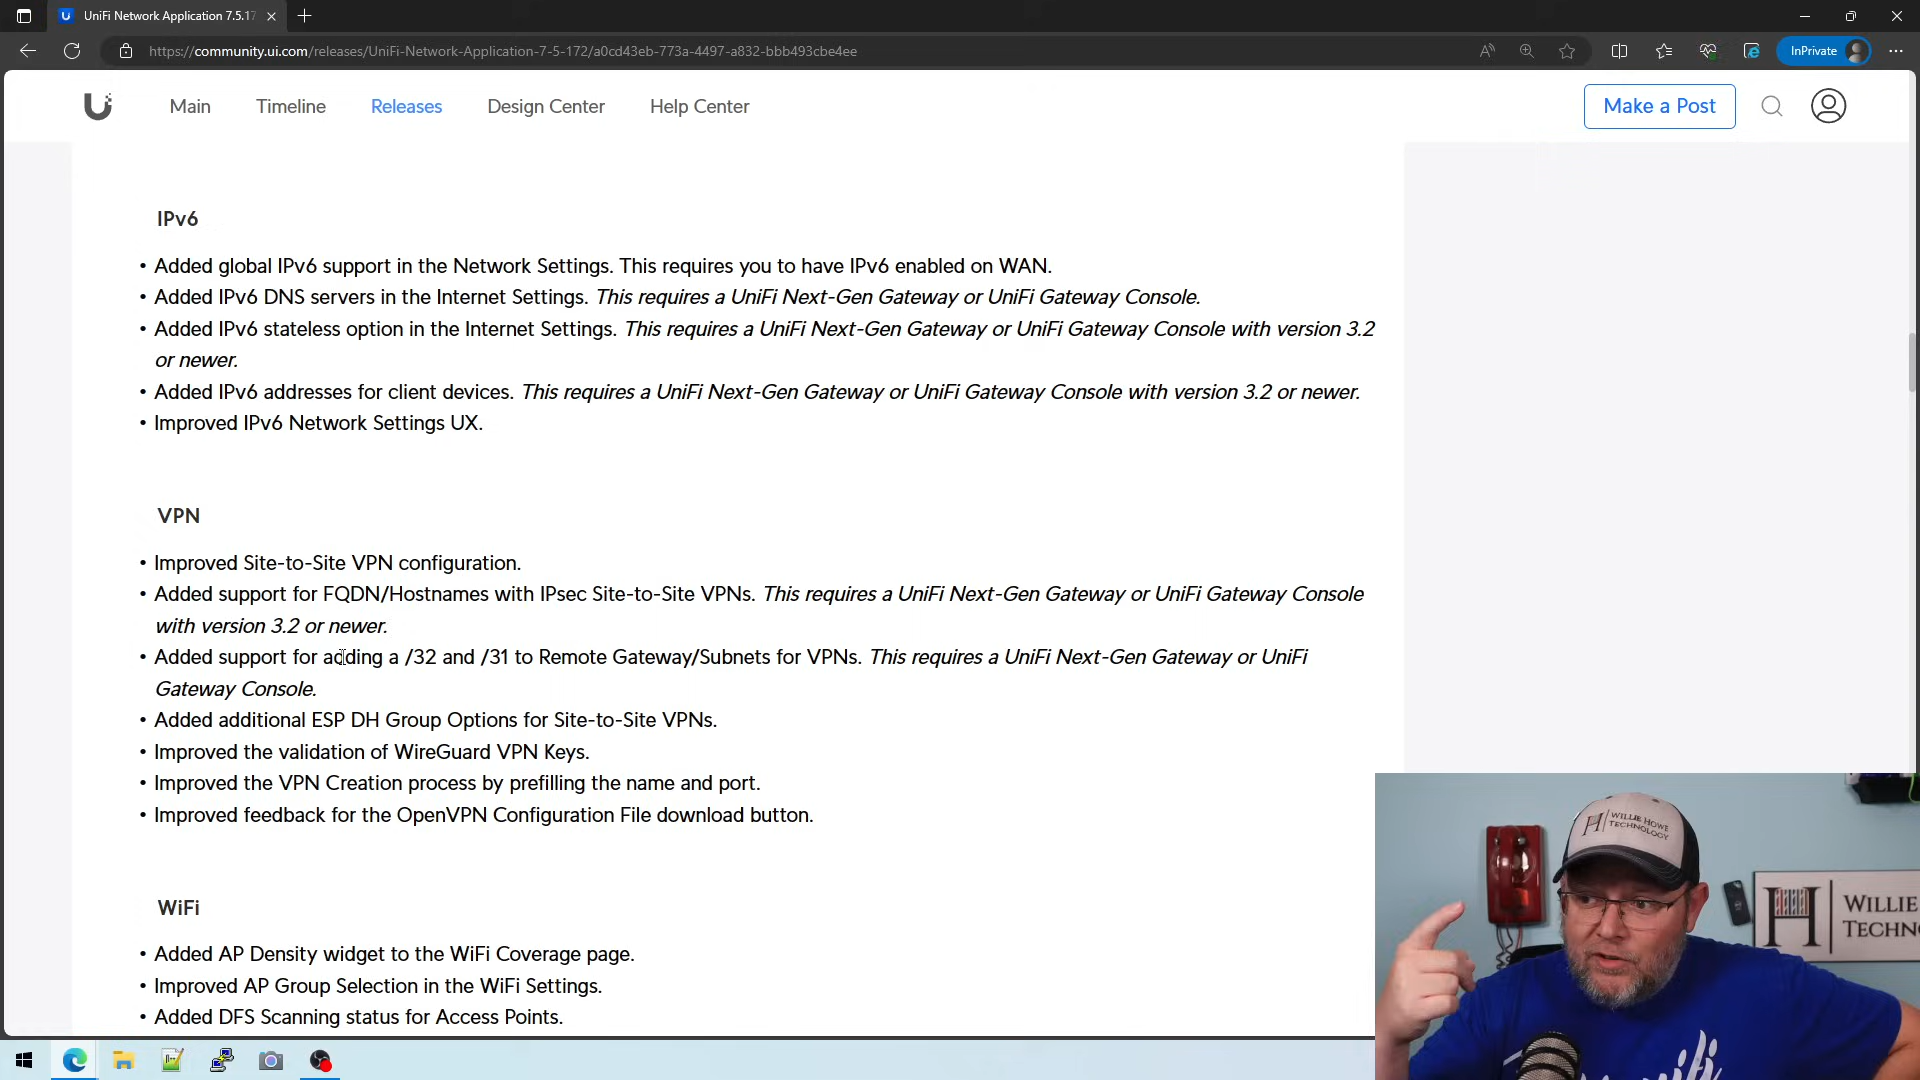 UniFi Network Application 7.5.17
https://community.ui.com/releases/UniFi-Network-Application-7-5-172/a0cd43eb-773a-4497-a832-bbb493cbe4ee
InPrivate
Main
Timeline
Releases
Design Center
Help Center
Make a Post
IPv6
• Added global IPv6 support in the Network Settings. This requires you to have IPv6 enabled on WAN.
• Added IPv6 DNS servers in the Internet Settings. This requires a UniFi Next-Gen Gateway or UniFi Gateway Console.
• Added IPv6 stateless option in the Internet Settings. This requires a UniFi Next-Gen Gateway or UniFi Gateway Console with version 3.2
or newer.
• Added IPv6 addresses for client devices. This requires a UniFi Next-Gen Gateway or UniFi Gateway Console with version 3.2 or newer.
• Improved IPv6 Network Settings UX.
VPN
• Improved Site-to-Site VPN configuration.
• Added support for FQDN/Hostnames with IPsec Site-to-Site VPNs. This requires a UniFi Next-Gen Gateway or UniFi Gateway Console
with version 3.2 or newer.
• Added support for adding a /32 and /31 to Remote Gateway/Subnets for VPNs. This requires a UniFi Next-Gen Gateway or UniFi
Gateway Console.
• Added additional ESP DH Group Options for Site-to-Site VPNs.
• Improved the validation of WireGuard VPN Keys.
• Improved the VPN Creation process by prefilling the name and port.
• Improved feedback for the OpenVPN Configuration File download button.
WiFi
• Added AP Density widget to the WiFi Coverage page.
• Improved AP Group Selection in the WiFi Settings.
• Added DFS Scanning status for Access Points.
WILLIE HOWE
TECHNOLOGY
WILLIE
TECHN